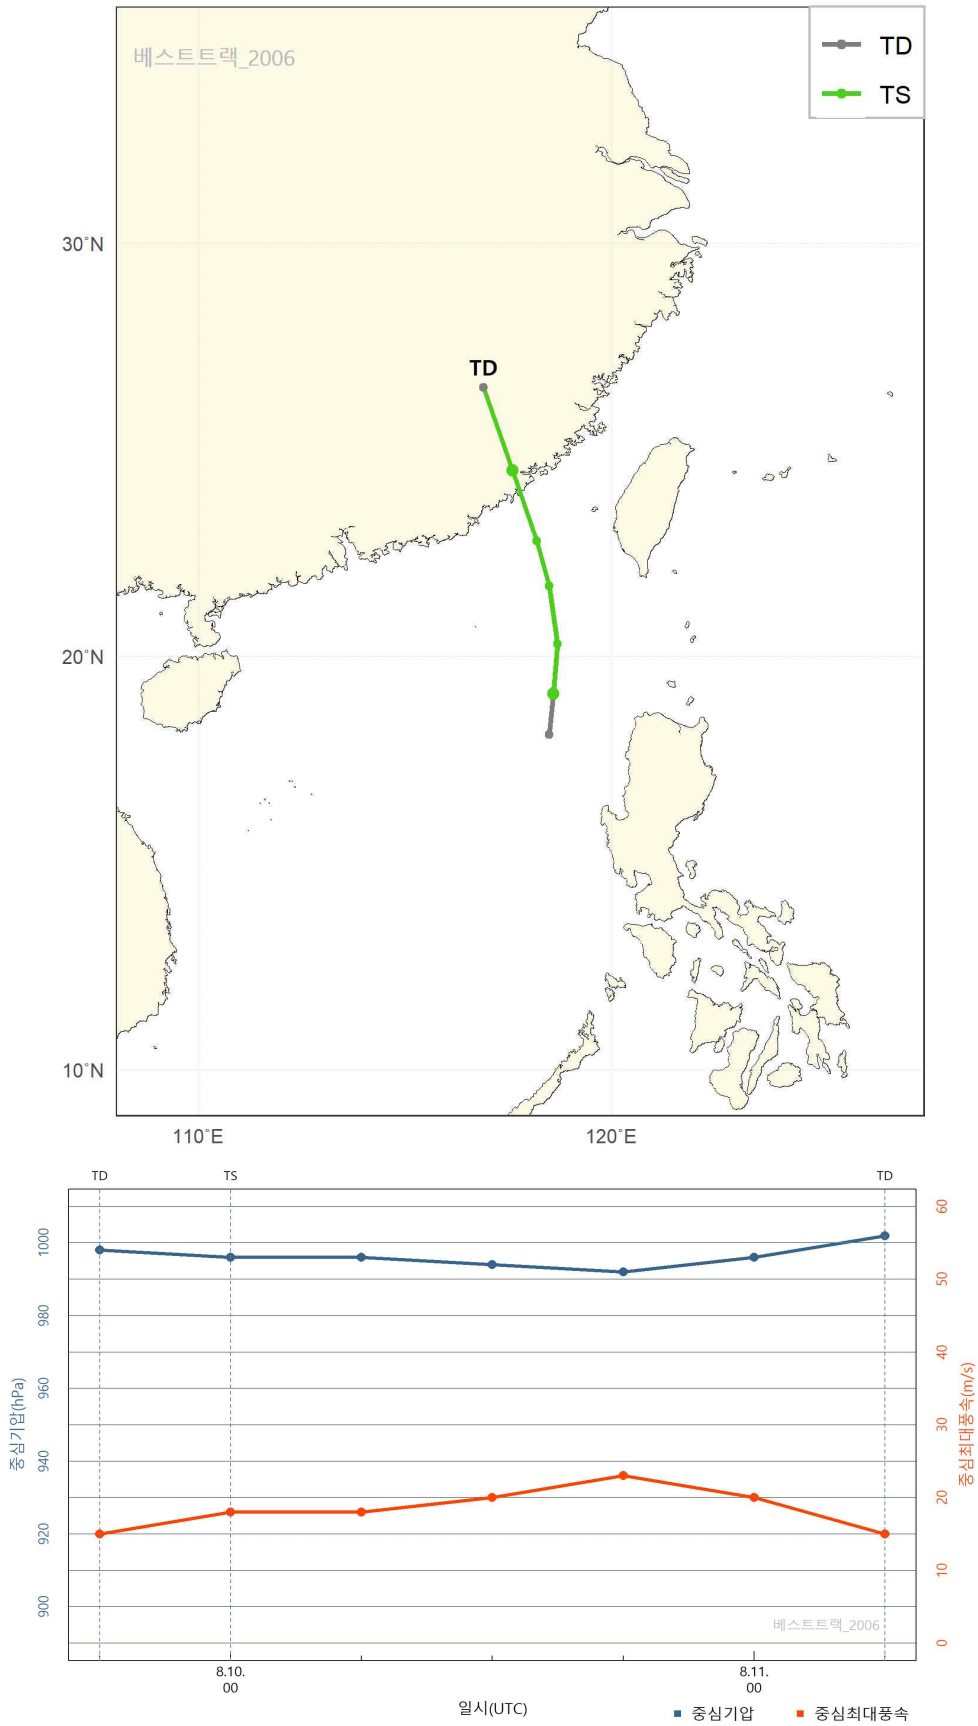 베스트트랙_2006
TD
TS
30°N
TD
20°N
10°N
110°E
120°E
TD
TS
TD
1000
980
960
940
920
900
중심기압(hPa)
60
50
40
30
20
10
0
중심최대풍속(m/s)
베스트트랙_2006
8.10.
00
8.11.
00
일시(UTC)
중심기압
중심최대풍속